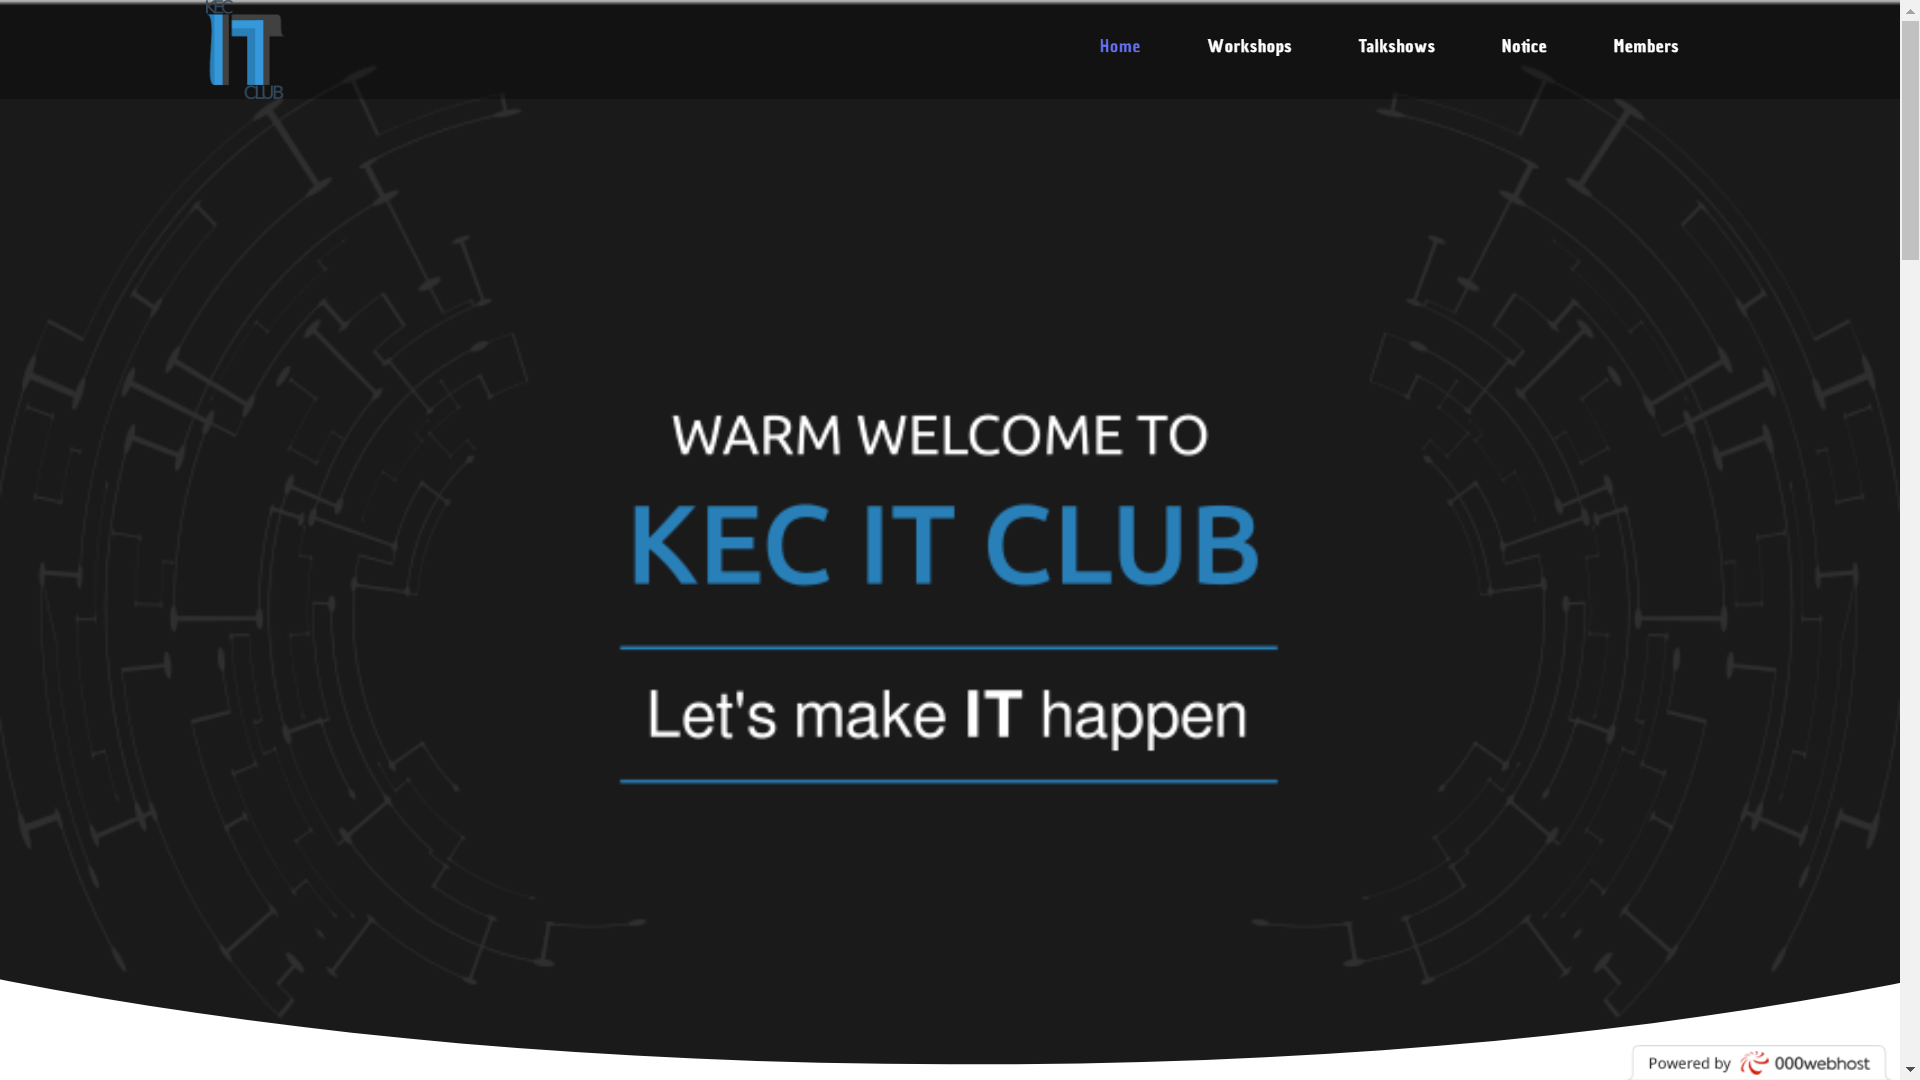 KEC
IT
CLUB
Home
Workshops
Talkshows
Notice
Members
WARM WELCOME TO
KEC IT CLUB
Let's make IT happen
Powered by 000webhost